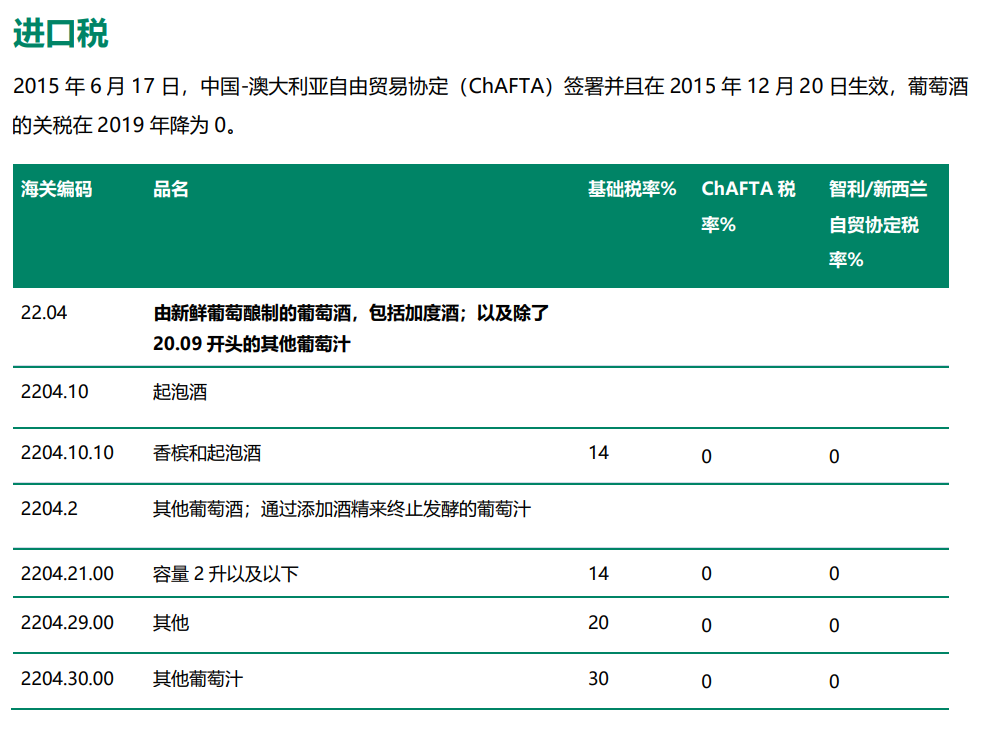 进口税
2015 年 6 月 17 日，中国-澳大利亚自由贸易协定（ChAFTA）签署并且在 2015 年 12 月 20 日生效，葡萄酒
的关税在 2019 年降为 0。
海关编码 品名 基础税率% ChAFTA 税 智利/新西兰
率% 自贸协定税
率%
22.04 由新鲜葡萄酿制的葡萄酒，包括加度酒；以及除了
20.09 开头的其他葡萄汁
2204.10 起泡酒
2204.10.10 香槟和起泡酒 14 0 0
2204.2 其他葡萄酒；通过添加酒精来终止发酵的葡萄汁
2204.21.00 容量 2 升以及以下 14 0 0
2204.29.00 其他 20 0 0
2204.30.00 其他葡萄汁 30 0 0